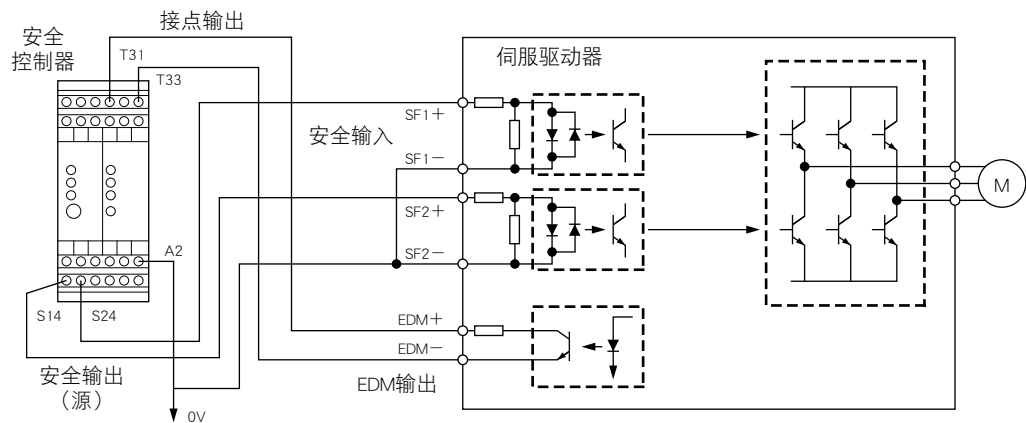 接点输出
安全
控制器
T31
T33
伺服驱动器
SF1+
安全输入
SF1-
SF2+
SF2-
A2
M
S14
S24
EDM+
EDM-
安全输出
（源）
EDM输出
0V